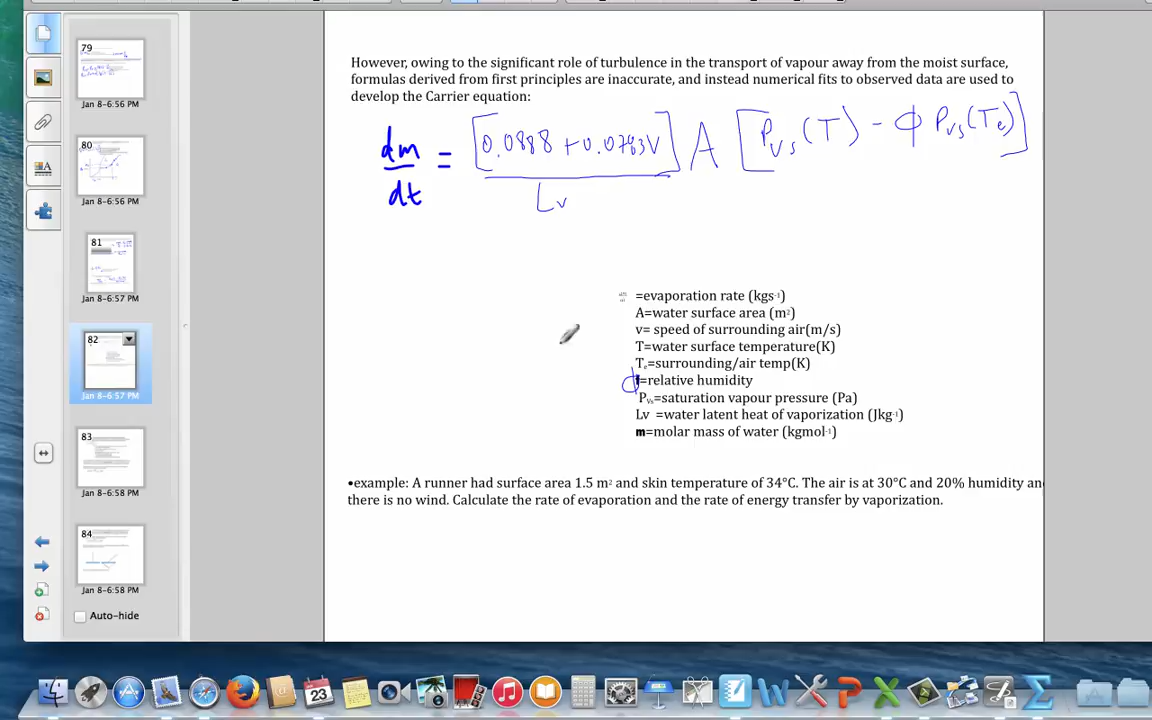 79
Jan 8-6:56 PM
80
Jan 8-6:56 PM
81
Jan 8-6:57 PM
82
Jan 8-6:57 PM
83
Jan 8-6:58 PM
84
Jan 8-6:58 PM
Auto-hide
However, owing to the significant role of turbulence in the transport of vapour away from the moist surface,
formulas derived from first principles are inaccurate, and instead numerical fits to observed data are used to
develop the Carrier equation:
dm/dt = [0.0888 + 0.0783V]/Lv A [Pvs(T) - ϕ Pvs(Te)]
=evaporation rate (kgs-1)
A=water surface area (m2)
v= speed of surrounding air(m/s)
T=water surface temperature(K)
Te=surrounding/air temp(K)
=relative humidity
Pvs=saturation vapour pressure (Pa)
Lv =water latent heat of vaporization (Jkg-1)
m=molar mass of water (kgmol-1)
•example: A runner had surface area 1.5 m2 and skin temperature of 34°C. The air is at 30°C and 20% humidity an
there is no wind. Calculate the rate of evaporation and the rate of energy transfer by vaporization.
23